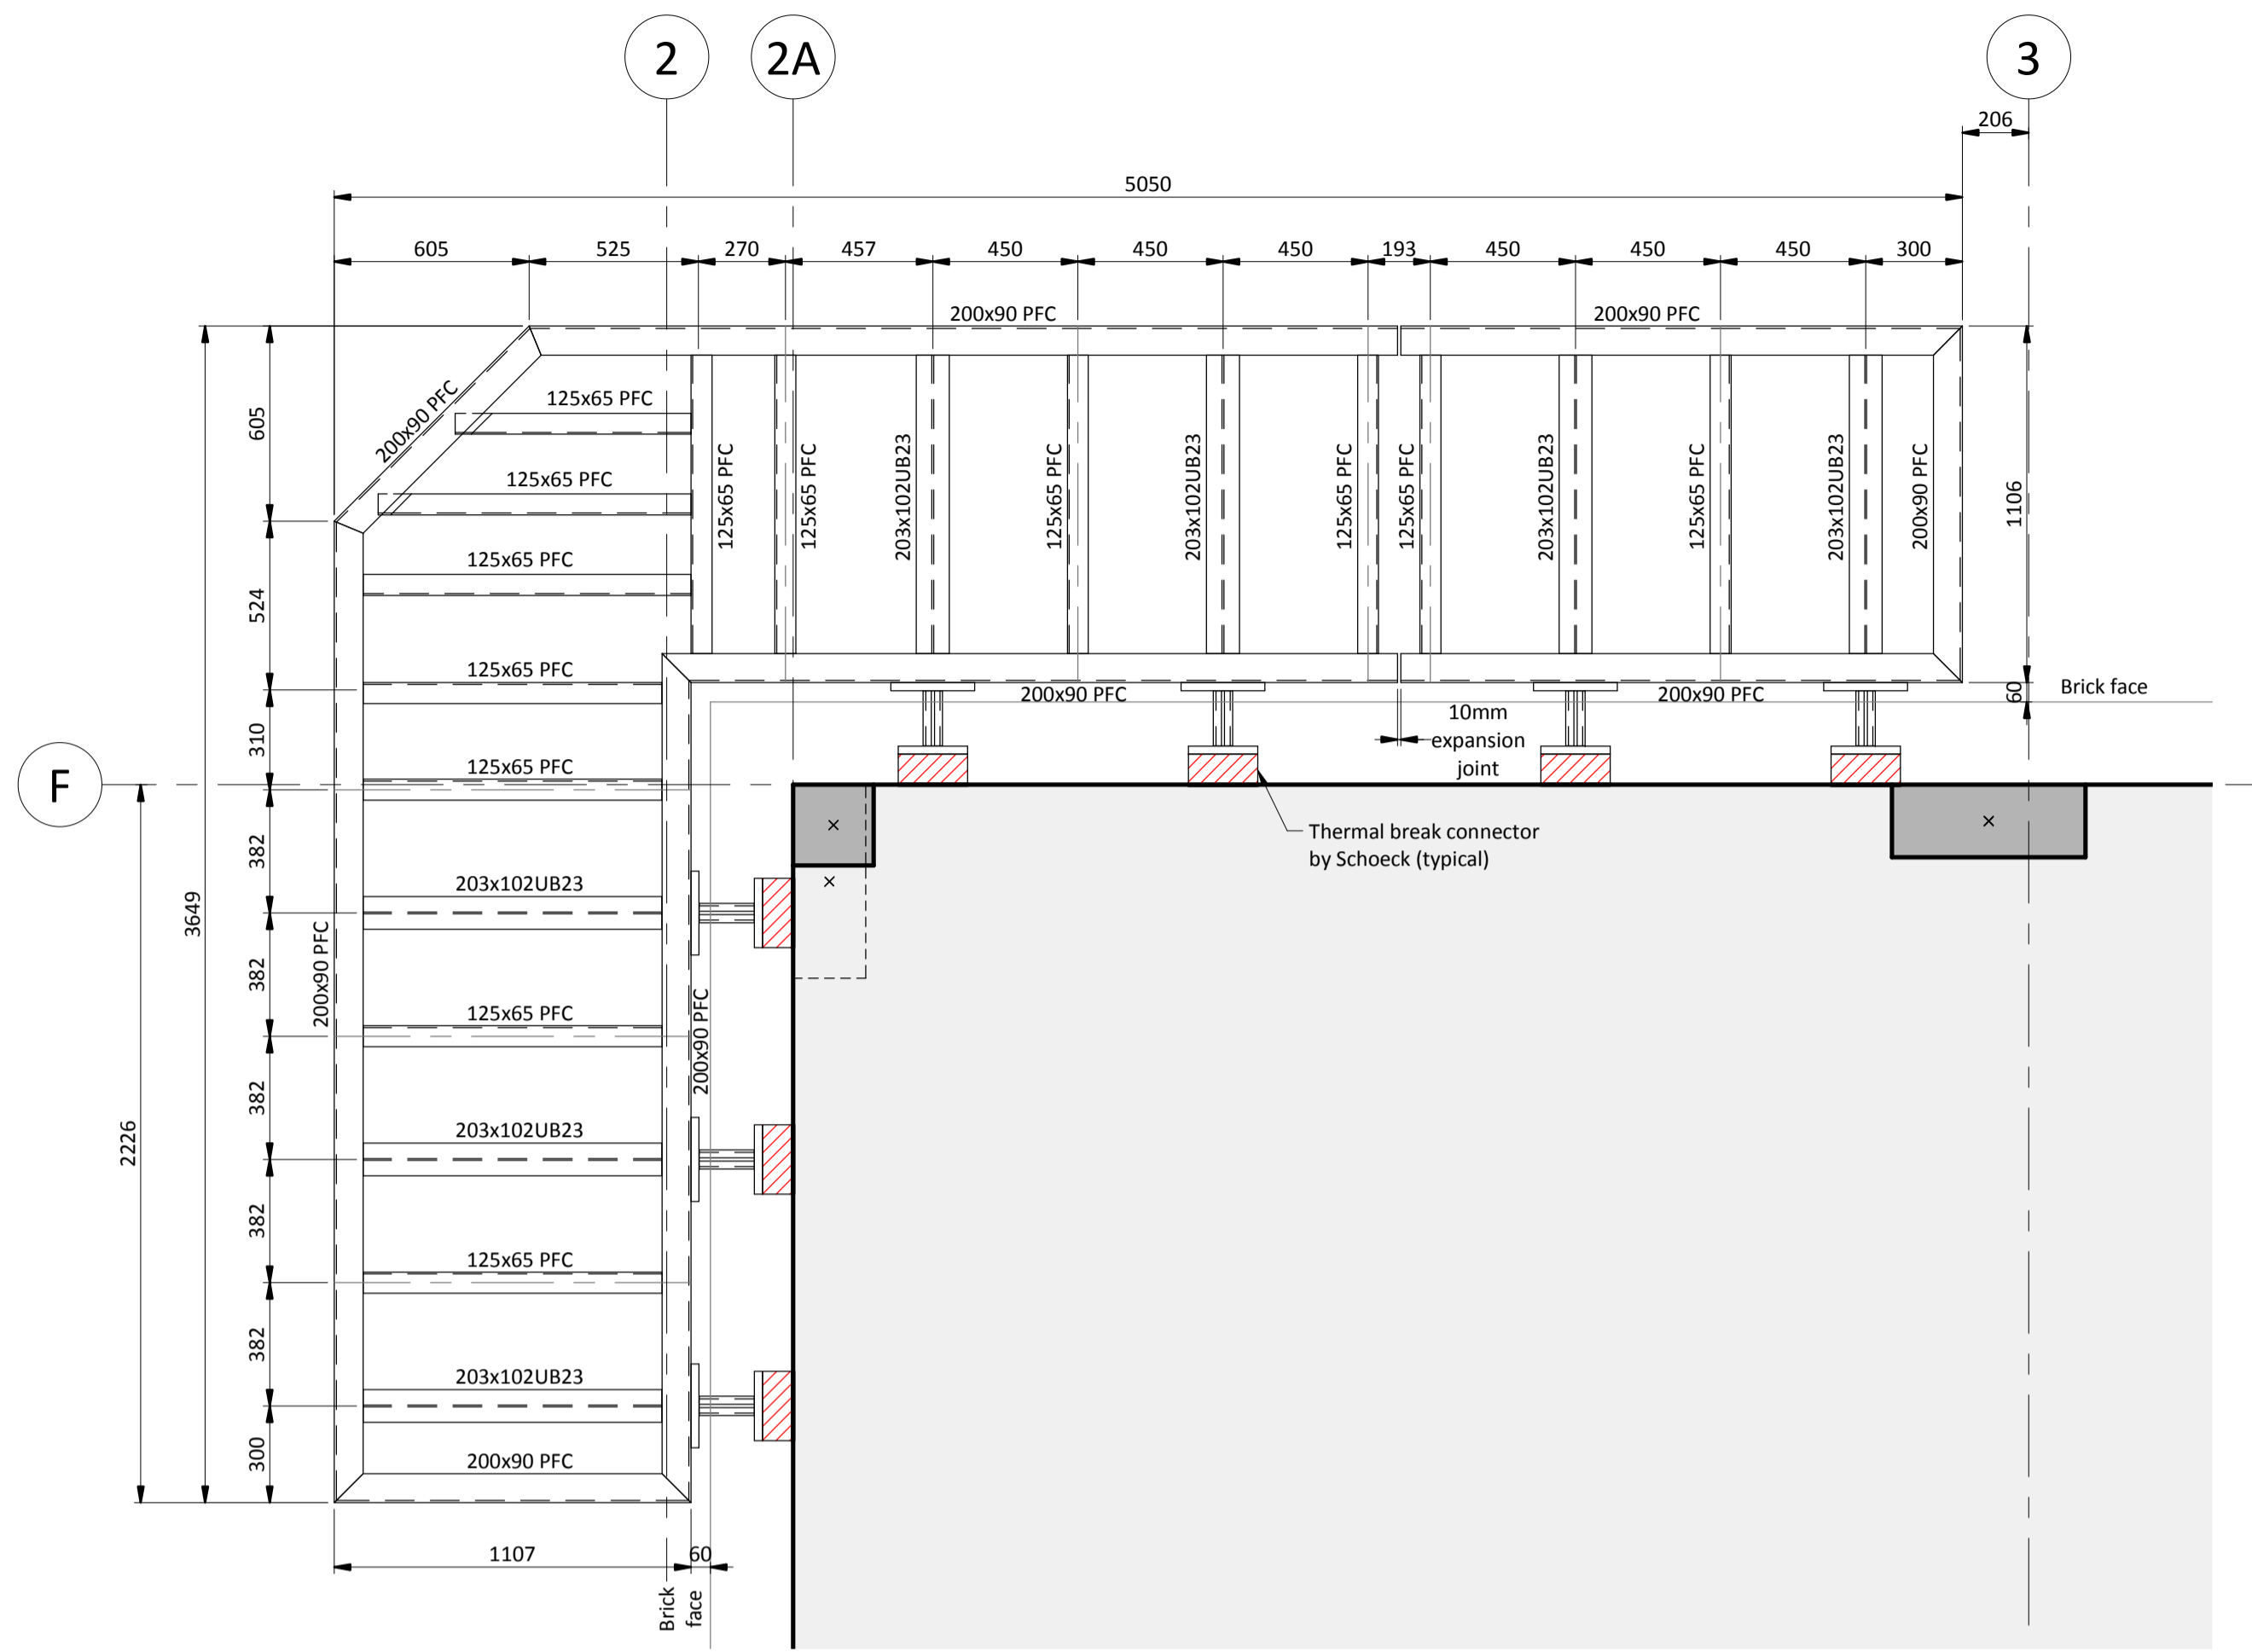 2
2A
3
206
5050
605
525
270
457
450
450
450
193
450
450
450
300
200x90 PFC
200x90 PFC
200x90 PFC
125x65 PFC
125x65 PFC
125x65 PFC
125x65 PFC
125x65 PFC
203x102UB23
125x65 PFC
203x102UB23
125x65 PFC
125x65 PFC
203x102UB23
125x65 PFC
203x102UB23
200x90 PFC
1106
605
524
310
382
382
382
382
382
300
3649
2226
125x65 PFC
125x65 PFC
203x102UB23
125x65 PFC
203x102UB23
125x65 PFC
203x102UB23
200x90 PFC
200x90 PFC
200x90 PFC
200x90 PFC
200x90 PFC
60
Brick face
10mm
expansion
joint
F
Thermal break connector
by Schoeck (typical)
1107
60
Brick
face